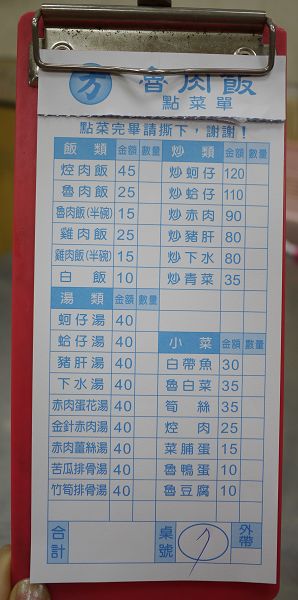 方 魯肉飯
點菜單
點菜完畢請撕下，謝謝！
飯類 金額 數量 炒類 金額 數量
焢肉飯 45 炒蚵仔 120
魯肉飯 25 炒蛤仔 110
魯肉飯(半碗) 15 炒赤肉 90
雞肉飯 25 炒豬肝 80
雞肉飯(半碗) 15 炒下水 80
白飯 10 炒青菜 35
湯類 金額 數量
蚵仔湯 40
蛤仔湯 40 小菜 金額 數量
豬肝湯 40 白帶魚 30
下水湯 40 魯白菜 35
赤肉蛋花湯 40 筍絲 35
金針赤肉湯 40 焢肉 25
赤肉薑絲湯 40 菜脯蛋 15
苦瓜排骨湯 40 魯鴨蛋 10
竹筍排骨湯 40 魯豆腐 10
合計 桌號 7 外帶